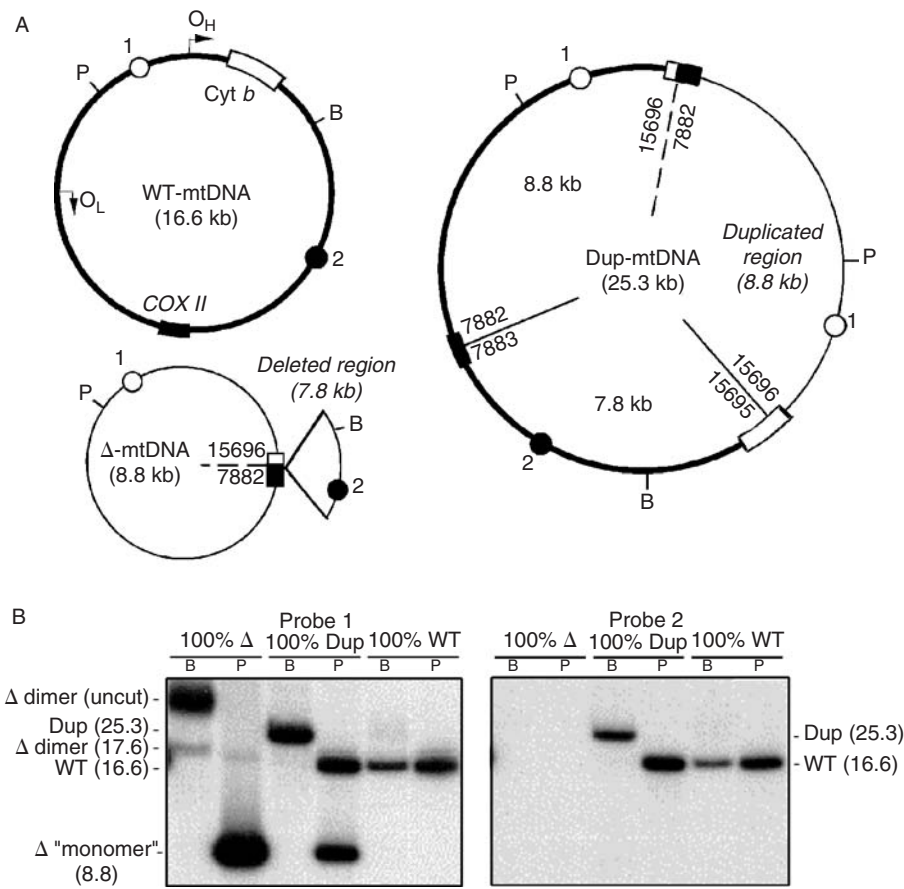 A
O_H
1
P
Cyt b
B
WT-mtDNA
(16.6 kb)
O_L
2
COX II
1
P
Deleted region
(7.8 kb)
B
Δ-mtDNA
(8.8 kb)
15696
7882
2
1
P
15696
7882
8.8 kb
Duplicated
region
(8.8 kb)
Dup-mtDNA
(25.3 kb)
P
1
7882
7883
15696
15695
7.8 kb
2
B
B
Probe 1
100% Δ 100% Dup 100% WT
B P B P B P
Δ dimer (uncut) -
Dup (25.3) -
Δ dimer (17.6) -
WT (16.6) -
Δ "monomer" -
(8.8)
Probe 2
100% Δ 100% Dup 100% WT
B P B P B P
- Dup (25.3)
- WT (16.6)